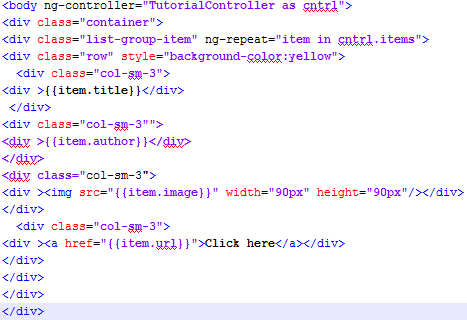 <body ng-controller="TutorialController as cntrl">
<div class="container">
<div class="list-group-item" ng-repeat="item in cntrl.items">
<div class="row" style="background-color:yellow">
  <div class="col-sm-3">
<div >{{item.title}}</div>
 </div>
<div class="col-sm-3"">
<div >{{item.author}}</div>
</div>
<div class="col-sm-3">
<div ><img src="{{item.image}}" width="90px" height="90px"/></div>
</div>
  <div class="col-sm-3">
<div ><a href="{{item.url}}">Click here</a></div>
</div>
</div>
</div>
</div>